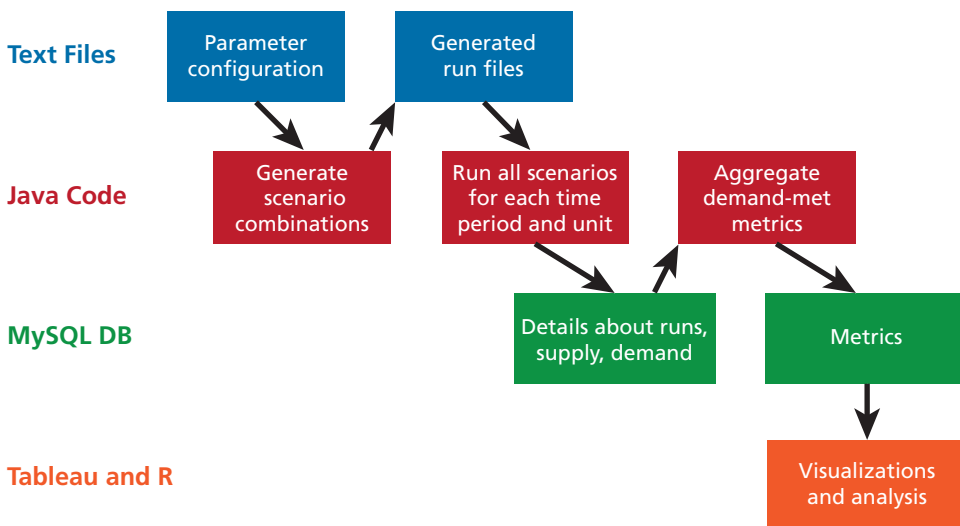 Text Files
Parameter
configuration
Generated
run files
Java Code
Generate
scenario
combinations
Run all scenarios
for each time
period and unit
Aggregate
demand-met
metrics
MySQL DB
Details about runs,
supply, demand
Metrics
Tableau and R
Visualizations
and analysis